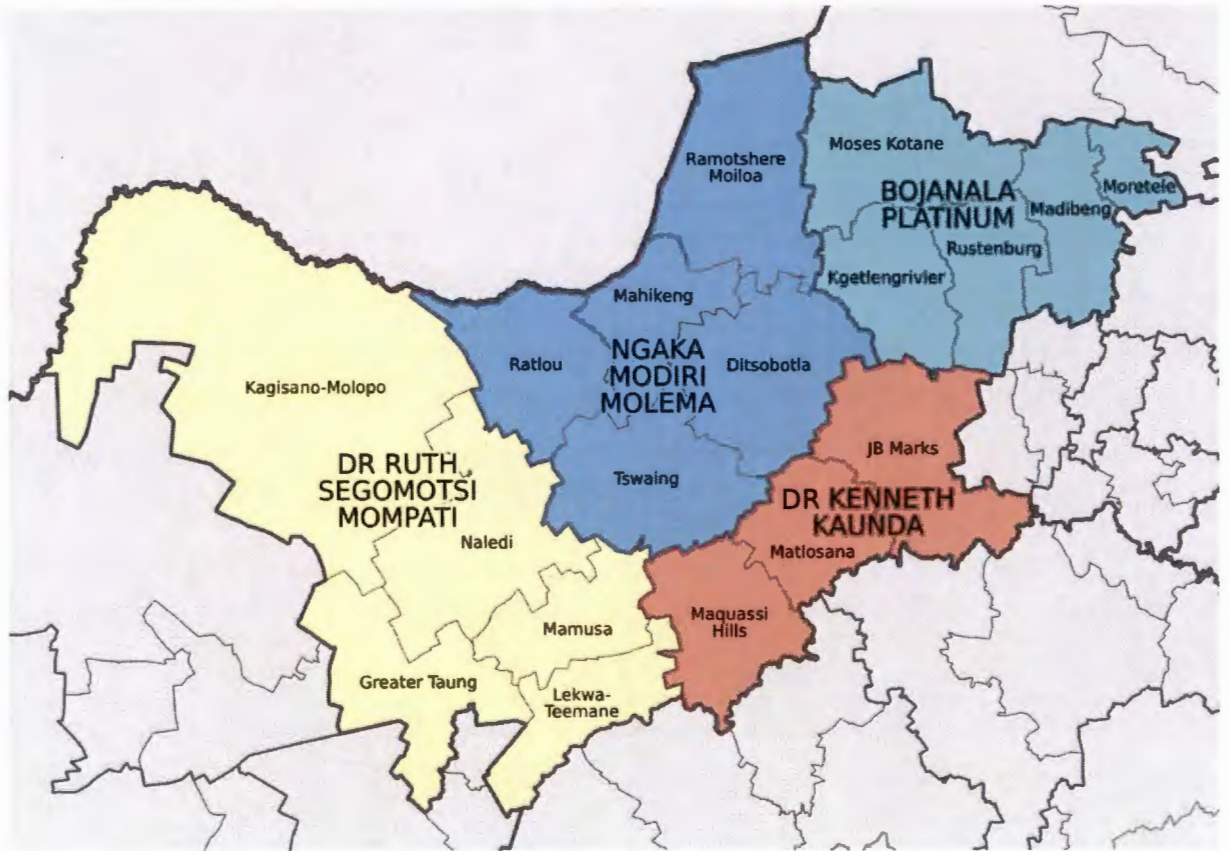 Ramotshere
Moiloa
Moses Kotane
BOJANALA
PLATINUM
Moretele
Madibeng
Rustenburg
Kgetlengrivier
Mahikeng
Ratlou
NGAKA
MODIRI
MOLEMA
Ditsobotla
Tswaing
Kagisano-Molopo
DR RUTH
SEGOMOTSI
MOMPATI
Naledi
Mamusa
Greater Taung
Lekwa-
Teemane
JB Marks
DR KENNETH
KAUNDA
Matlosana
Maquassi
Hills